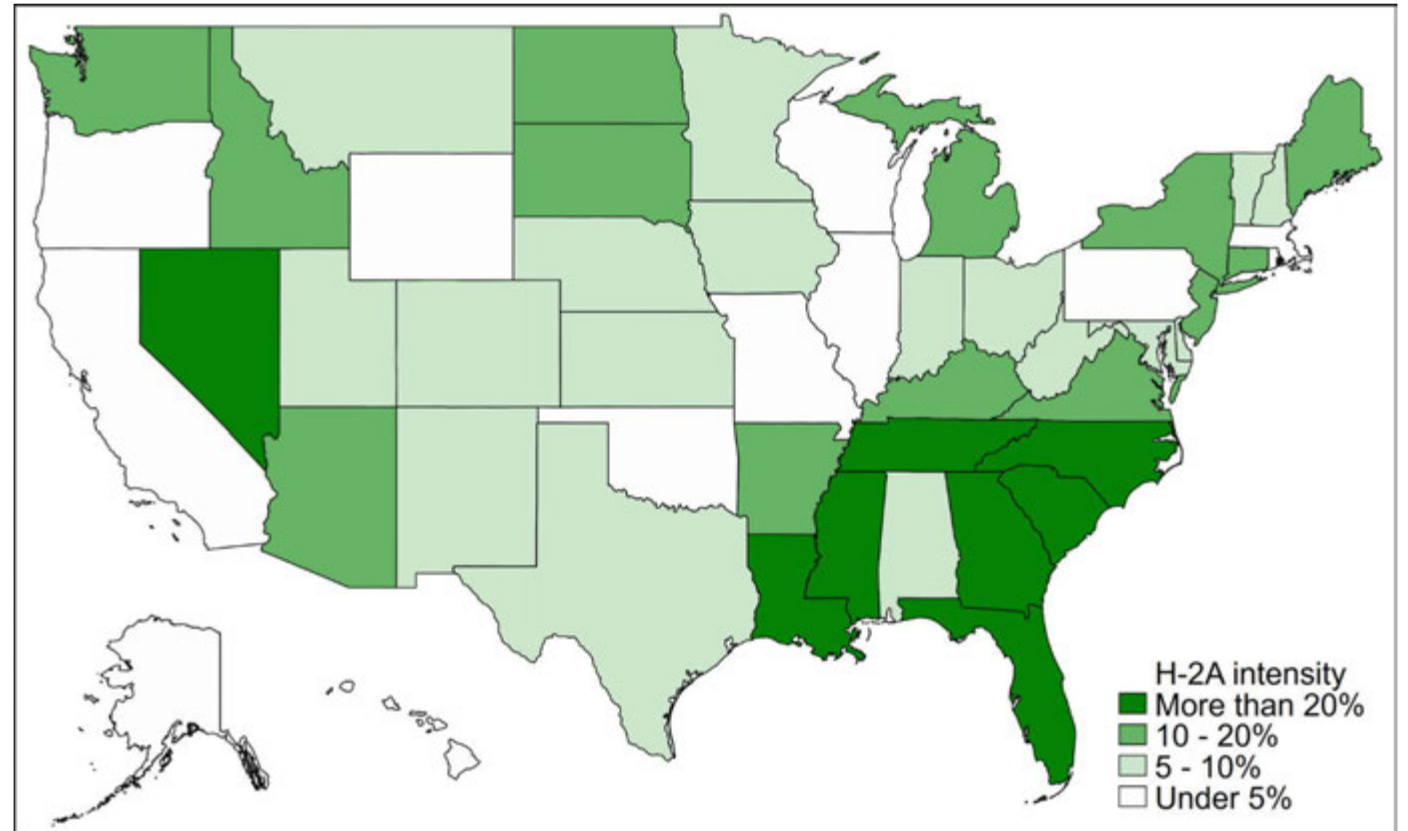 H-2A intensity
More than 20%
10 - 20%
5 - 10%
Under 5%